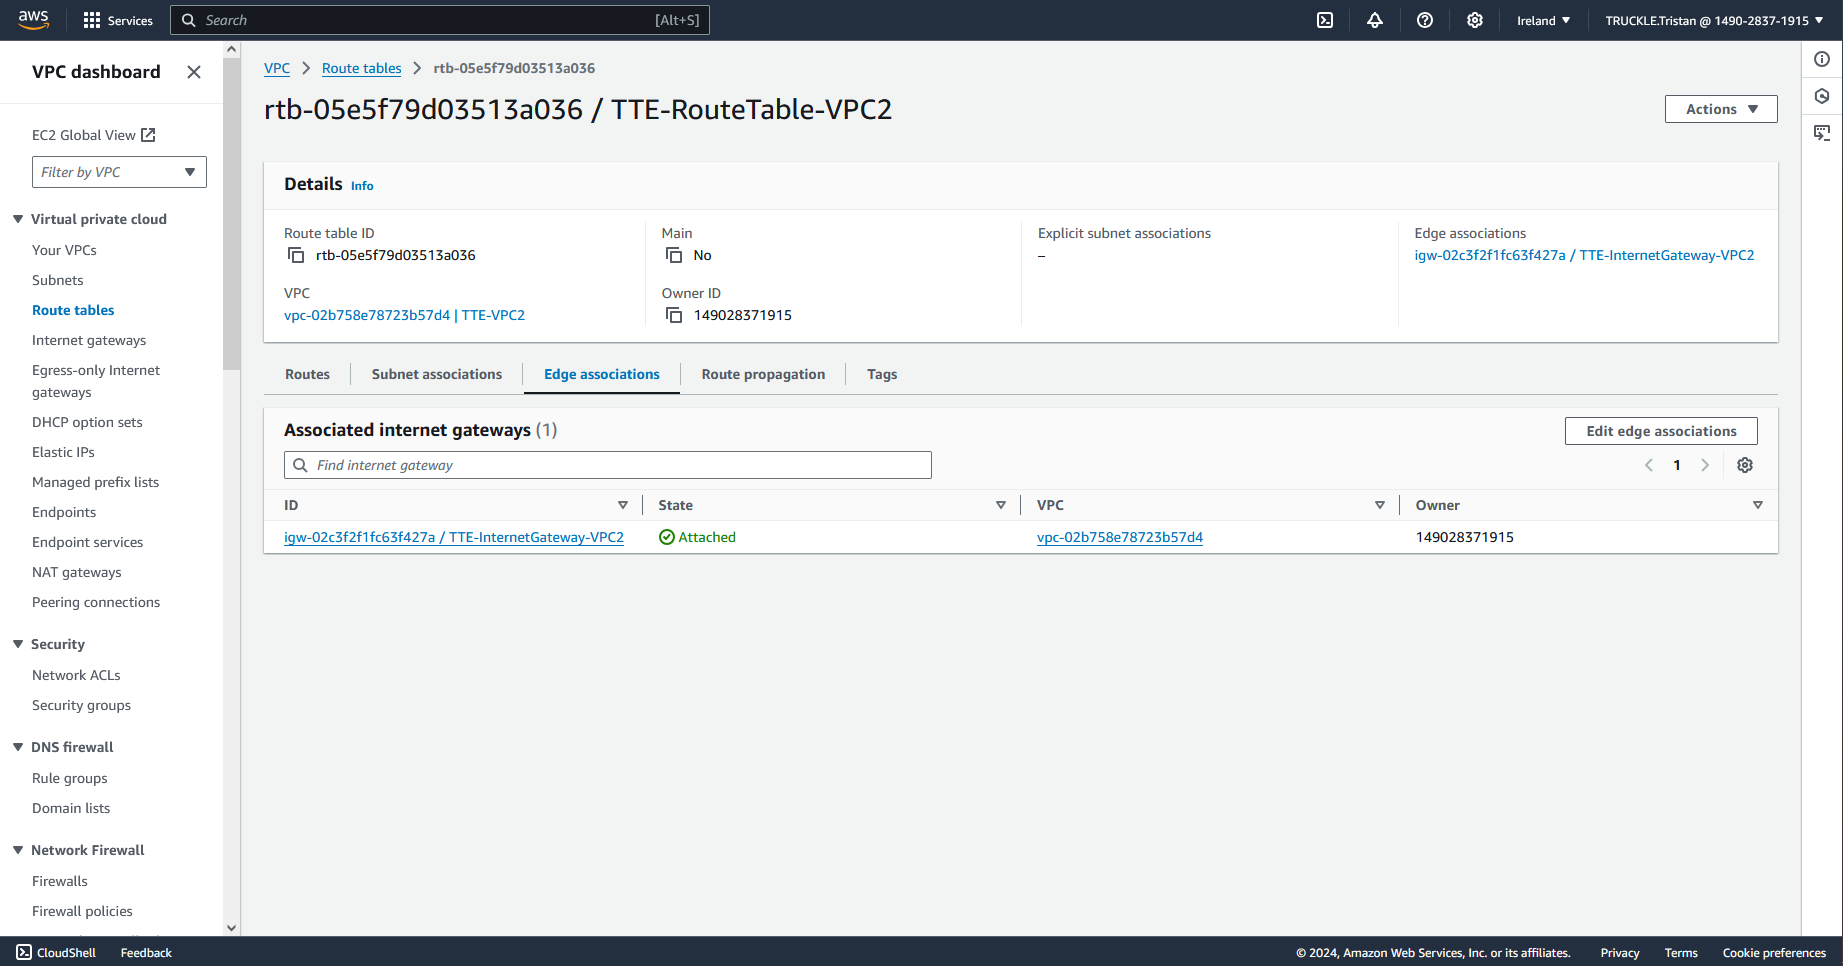 aws
Services
Search
[Alt+S]
Ireland
TRUCKLE.Tristan @ 1490-2837-1915
VPC dashboard
EC2 Global View
Filter by VPC
Virtual private cloud
Your VPCs
Subnets
Route tables
Internet gateways
Egress-only Internet
gateways
DHCP option sets
Elastic IPs
Managed prefix lists
Endpoints
Endpoint services
NAT gateways
Peering connections
Security
Network ACLs
Security groups
DNS firewall
Rule groups
Domain lists
Network Firewall
Firewalls
Firewall policies
VPC > Route tables > rtb-05e5f79d03513a036
rtb-05e5f79d03513a036 / TTE-RouteTable-VPC2
Actions
Details Info
Route table ID
rtb-05e5f79d03513a036
VPC
vpc-02b758e78723b57d4 | TTE-VPC2
Main
No
Owner ID
149028371915
Explicit subnet associations
–
Edge associations
igw-02c3f2f1fc63f427a / TTE-InternetGateway-VPC2
Routes
Subnet associations
Edge associations
Route propagation
Tags
Associated internet gateways (1)
Edit edge associations
Find internet gateway
1
ID
State
VPC
Owner
igw-02c3f2f1fc63f427a / TTE-InternetGateway-VPC2
Attached
vpc-02b758e78723b57d4
149028371915
CloudShell
Feedback
© 2024, Amazon Web Services, Inc. or its affiliates.
Privacy
Terms
Cookie preferences